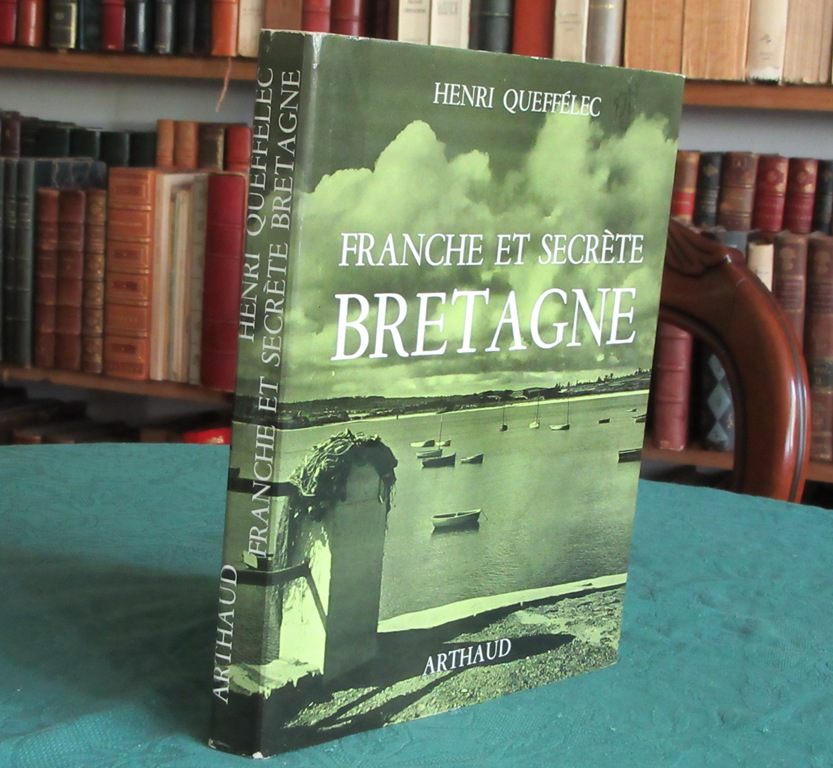 HENRI QUEFFÉLEC
FRANCHE ET SECRÈTE
BRETAGNE
ARTHAUD
HENRI QUEFFÉLEC
FRANCHE ET SECRÈTE BRETAGNE
ARTHAUD